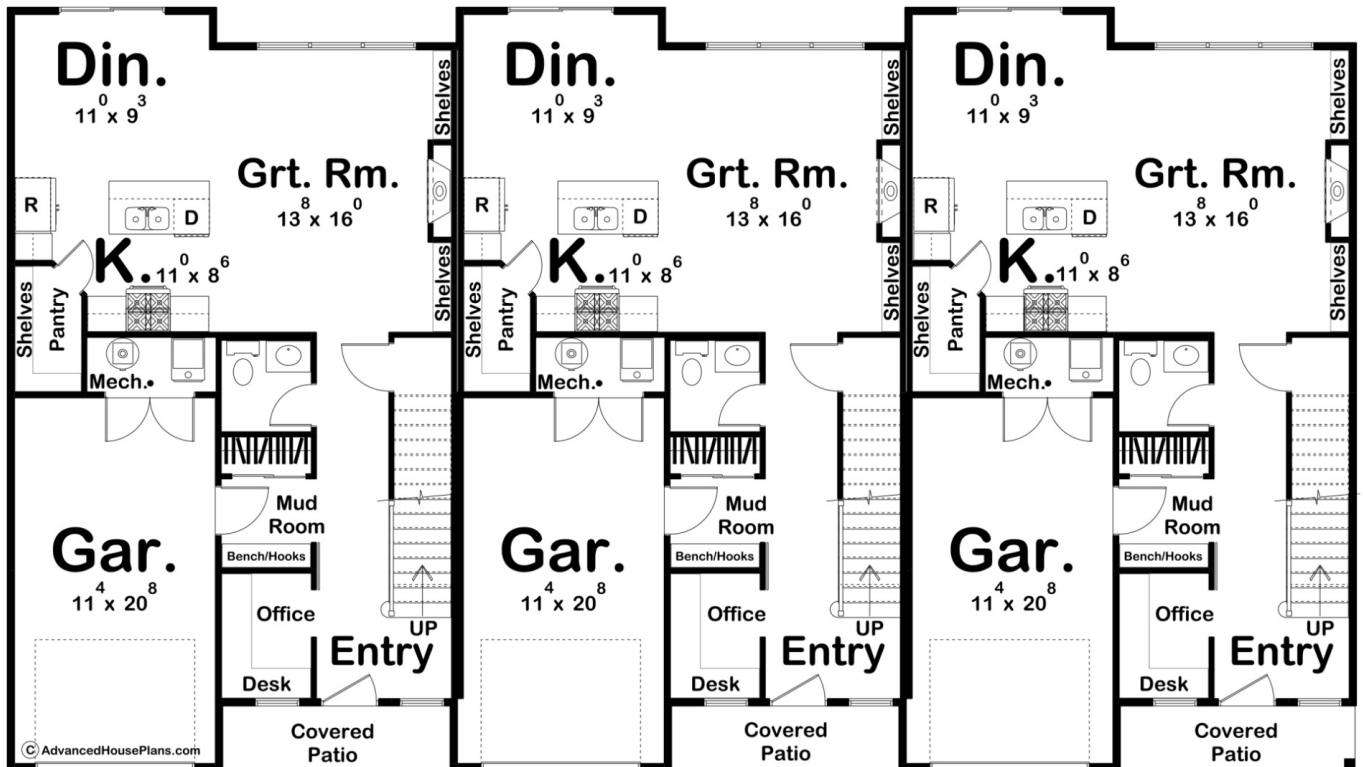 Din.
11⁰ x 9³
Shelves
Grt. Rm.
13⁸ x 16⁰
R
D
K. 11⁰ x 8⁶
Shelves
Shelves
Pantry
Mech.
Mud
Room
Bench/Hooks
Gar.
11⁴ x 20⁸
Office
UP
Entry
Desk
Covered
Patio
© AdvancedHousePlans.com
Din.
11⁰ x 9³
Shelves
Grt. Rm.
13⁸ x 16⁰
R
D
K. 11⁰ x 8⁶
Shelves
Shelves
Pantry
Mech.
Mud
Room
Bench/Hooks
Gar.
11⁴ x 20⁸
Office
UP
Entry
Desk
Covered
Patio
Din.
11⁰ x 9³
Shelves
Grt. Rm.
13⁸ x 16⁰
R
D
K. 11⁰ x 8⁶
Shelves
Shelves
Pantry
Mech.
Mud
Room
Bench/Hooks
Gar.
11⁴ x 20⁸
Office
UP
Entry
Desk
Covered
Patio